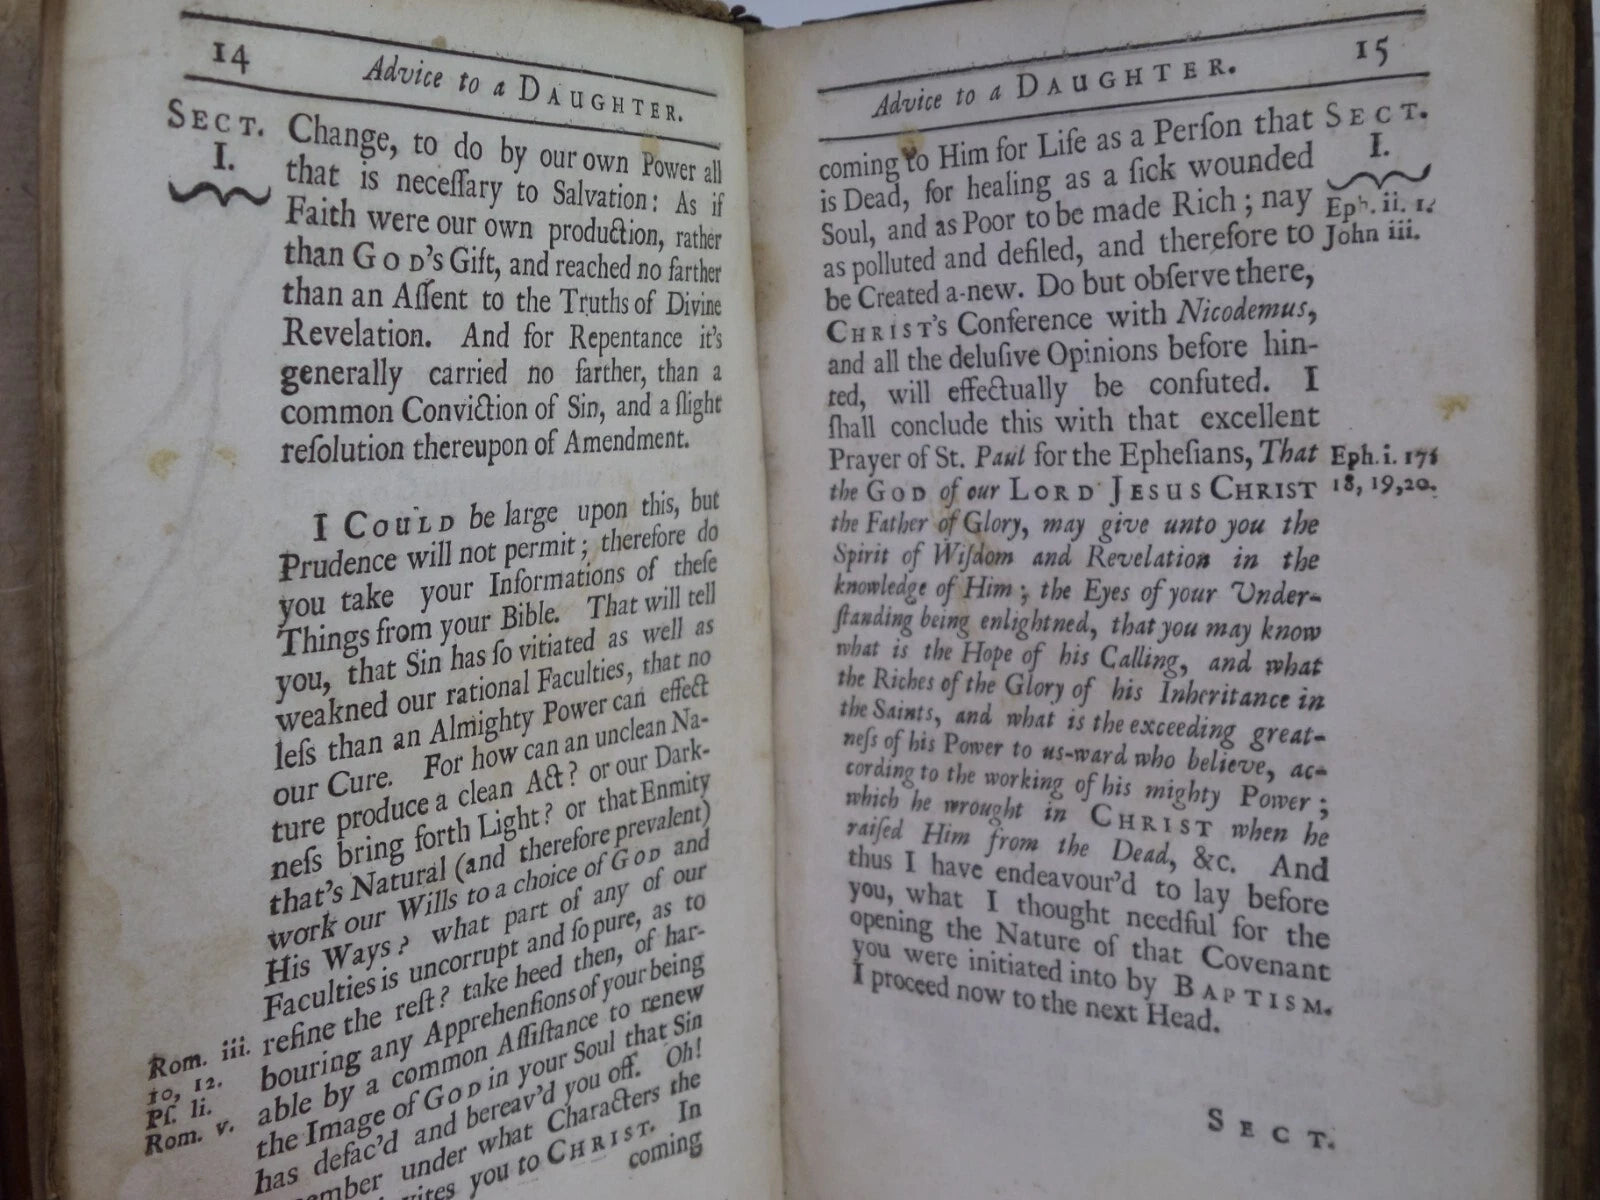 14
Advice to a DAUGHTER.
SECT.
I.
Change, to do by our own Power all
that is neceſſary to Salvation: As if
Faith were our own production, rather
than GOD's Gift, and reached no farther
than an Aſſent to the Truths of Divine
Revelation. And for Repentance it's
generally carried no farther, than a
common Conviction of Sin, and a ſlight
reſolution thereupon of Amendment.
I COULD be large upon this, but
Prudence will not permit; therefore do
you take your Informations of theſe
Things from your Bible. That will tell
you, that Sin has ſo vitiated as well as
weakned our rational Faculties, that no
leſs than an Almighty Power can effect
our Cure. For how can an unclean Na-
ture produce a clean Act? or our Dark-
neſs bring forth Light? or that Enmity
that's Natural (and therefore prevalent)
work our Wills to a choice of GOD and
His Ways? what part of any of our
Faculties is uncorrupt and ſo pure, as to
refine the reſt? take heed then, of har-
bouring any Apprehenſions of your being
able by a common Aſſiſtance to renew
the Image of GOD in your Soul that Sin
has defac'd and bereav'd you off. Oh!
under what Characters the
you to CHRIST. In
coming
Rom. iii.
10, 12.
Pſ. li.
Rom. v.
Advice to a DAUGHTER.
15
SECT.
I.
coming to Him for Life as a Perſon that
is Dead, for healing as a ſick wounded
Soul, and as Poor to be made Rich; nay
as polluted and defiled, and therefore to
be Created a-new. Do but obſerve there,
CHRIST's Conference with Nicodemus,
and all the deluſive Opinions before hin-
ted, will effectually be confuted. I
ſhall conclude this with that excellent
Prayer of St. Paul for the Epheſians, That
the GOD of our LORD JESUS CHRIST
the Father of Glory, may give unto you the
Spirit of Wiſdom and Revelation in the
knowledge of Him; the Eyes of your Under-
ſtanding being enlightned, that you may know
what is the Hope of his Calling, and what
the Riches of the Glory of his Inheritance in
the Saints, and what is the exceeding great-
neſs of his Power to us-ward who believe, ac-
cording to the working of his mighty Power;
which he wrought in CHRIST when he
raiſed Him from the Dead, &c. And
thus I have endeavour'd to lay before
you, what I thought needful for the
opening the Nature of that Covenant
you were initiated into by BAPTISM.
I proceed now to the next Head.
Eph. ii. 1.
John iii.
Eph. i. 17,
18, 19, 20.
SECT.